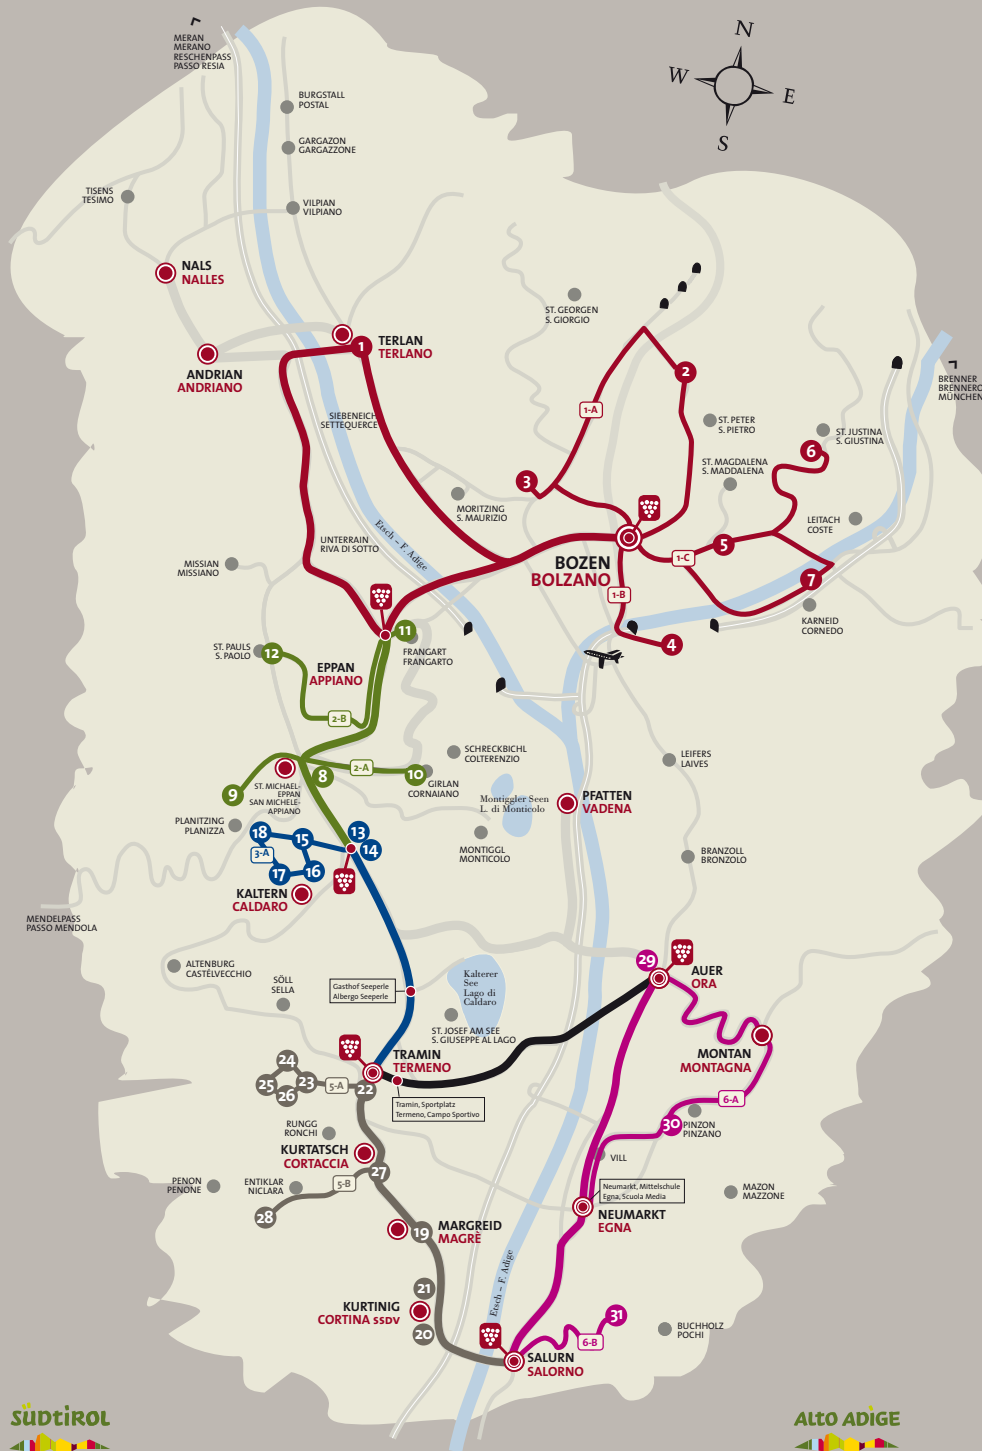 MERAN
MERANO
RESCHENPASS
PASSO RESIA
N
W
E
S
BURGSTALL
POSTAL
GARGAZON
GARGAZZONE
TISENS
TESIMO
VILPIAN
VILPIANO
NALS
NALLES
ST. GEORGEN
S. GIORGIO
1
TERLAN
TERLANO
ANDRIAN
ANDRIANO
BRENNER
BRENNERO
MÜNCHEN
2
SIEBENEICH
SETTEQUERCE
1-A
ST. PETER
S. PIETRO
ST. JUSTINA
S. GIUSTINA
6
ST. MAGDALENA
S. MADDALENA
3
MORITZING
S. MAURIZIO
LEITACH
COSTE
Etsch – F. Adige
UNTERRAIN
RIVA DI SOTTO
5
1-C
BOZEN
BOLZANO
MISSIAN
MISSIANO
7
1-B
KARNEID
CORNEDO
11
4
ST. PAULS
S. PAOLO
12
FRANGART
FRANGARTO
EPPAN
APPIANO
2-B
SCHRECKBICHL
COLTERENZIO
LEIFERS
LAIVES
2-A
10
8
9
GIRLAN
CORNAIANO
ST. MICHAEL-
EPPAN
SAN MICHELE-
APPIANO
Montiggler Seen
L. di Monticolo
PFATTEN
VADENA
PLANITZING
PLANIZZA
18
15
13
14
3-A
17
16
MONTIGGL
MONTICOLO
BRANZOLL
BRONZOLO
KALTERN
CALDARO
MENDELPASS
PASSO MENDOLA
ALTENBURG
CASTÉLVECCHIO
SÖLL
SELLA
Gasthof Seeperle
Albergo Seeperle
Kalterer
See
Lago di
Caldaro
29
AUER
ORA
ST. JOSEF AM SEE
S. GIUSEPPE AL LAGO
MONTAN
MONTAGNA
TRAMIN
TERMENO
24
25
23
26
5-A
22
Tramin, Sportplatz
Termeno, Campo Sportivo
6-A
30
PINZON
PINZANO
RUNGG
RONCHI
KURTATSCH
CORTACCIA
VILL
27
PENON
PENONE
ENTIKLAR
NICLARA
5-B
Neumarkt, Mittelschule
Egna, Scuola Media
MAZON
MAZZONE
28
NEUMARKT
EGNA
19
MARGREID
MAGRÈ
Etsch – F. Adige
21
KURTINIG
CORTINA SSDV
20
31
6-B
BUCHHOLZ
POCHI
SALURN
SALORNO
SÜDTIROL
ALTO ADIGE